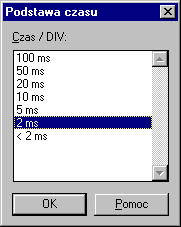 Podstawa czasu
Czas / DIV:
100 ms
50 ms
20 ms
10 ms
5 ms
2 ms
< 2 ms
OK
Pomoc